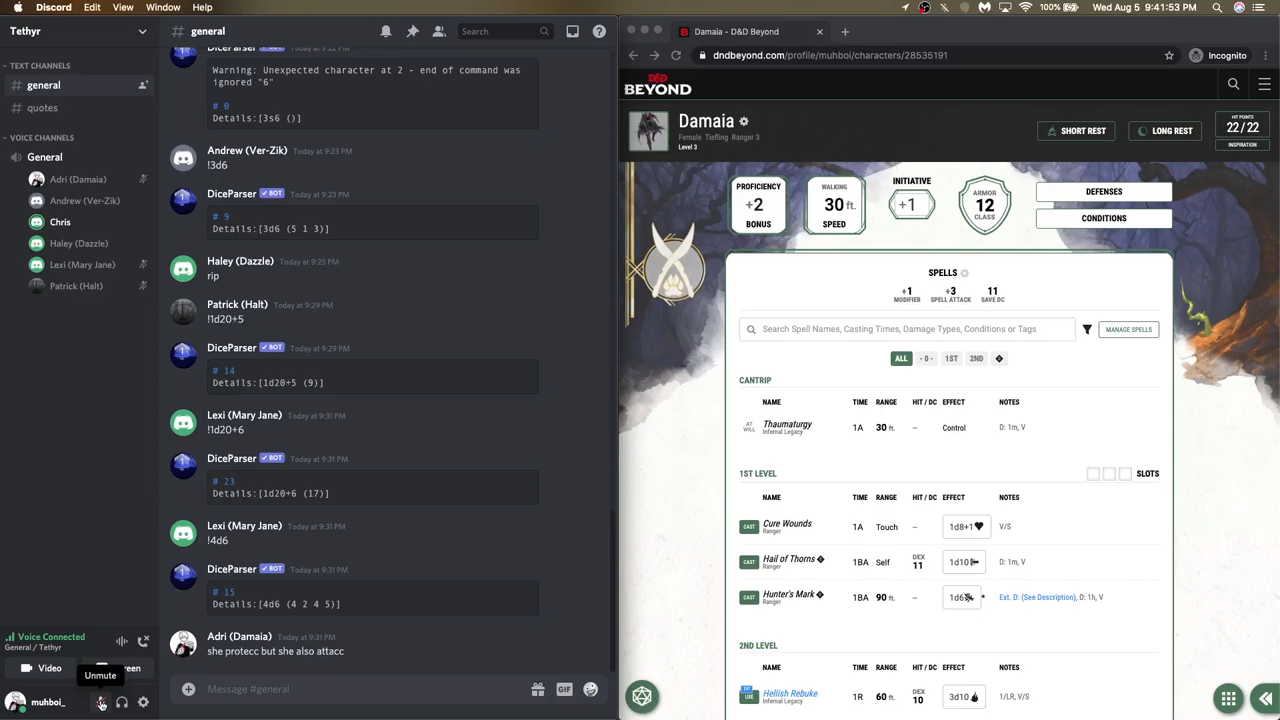 Discord File Edit View Window Help
Tethyr
TEXT CHANNELS
general
quotes
VOICE CHANNELS
General
Adri (Damaia)
Andrew (Ver-Zik)
Chris
Haley (Dazzle)
Lexi (Mary Jane)
Patrick (Halt)
Voice Connected
General / Tethyr
Video
Unmute
# general
Search
DiceParser BOT Today at 9:22 PM
Warning: Unexpected character at 2 - end of command was
ignored "6"
# 0
Details:[3s6 ()]
Andrew (Ver-Zik) Today at 9:23 PM
!3d6
DiceParser BOT Today at 9:23 PM
# 9
Details:[3d6 (5 1 3)]
Haley (Dazzle) Today at 9:25 PM
rip
Patrick (Halt) Today at 9:29 PM
!1d20+5
DiceParser BOT Today at 9:29 PM
# 14
Details:[1d20+5 (9)]
Lexi (Mary Jane) Today at 9:31 PM
!1d20+6
DiceParser BOT Today at 9:31 PM
# 23
Details:[1d20+6 (17)]
Lexi (Mary Jane) Today at 9:31 PM
!4d6
DiceParser BOT Today at 9:31 PM
# 15
Details:[4d6 (4 2 4 5)]
Adri (Damaia) Today at 9:31 PM
she protecc but she also attacc
Message #general
GIF
Damaia - D&D Beyond
dndbeyond.com/profile/muhboi/characters/28535191
Incognito
D&D
BEYOND
Damaia
Female Tiefling Ranger 3
Level 3
SHORT REST
LONG REST
HIT POINTS
22 / 22
INSPIRATION
PROFICIENCY
+2
BONUS
WALKING
30 ft.
SPEED
INITIATIVE
+1
ARMOR
12
CLASS
DEFENSES
CONDITIONS
SPELLS
+1 +3 11
MODIFIER SPELL ATTACK SAVE DC
Search Spell Names, Casting Times, Damage Types, Conditions or Tags
MANAGE SPELLS
ALL - 0 - 1ST 2ND
CANTRIP
NAME TIME RANGE HIT / DC EFFECT NOTES
AT WILL Thaumaturgy 1A 30 ft. -- Control D: 1m, V
Infernal Legacy
1ST LEVEL SLOTS
NAME TIME RANGE HIT / DC EFFECT NOTES
CAST Cure Wounds 1A Touch -- 1d8+1 V/S
Ranger
CAST Hail of Thorns 1BA Self DEX 11 1d10 D: 1m, V
Ranger
CAST Hunter's Mark 1BA 90 ft. -- 1d6 * Ext. D: (See Description), D: 1h, V
Ranger
2ND LEVEL
NAME TIME RANGE HIT / DC EFFECT NOTES
USE Hellish Rebuke 1R 60 ft. DEX 10 3d10 1/LR, V/S
Infernal Legacy